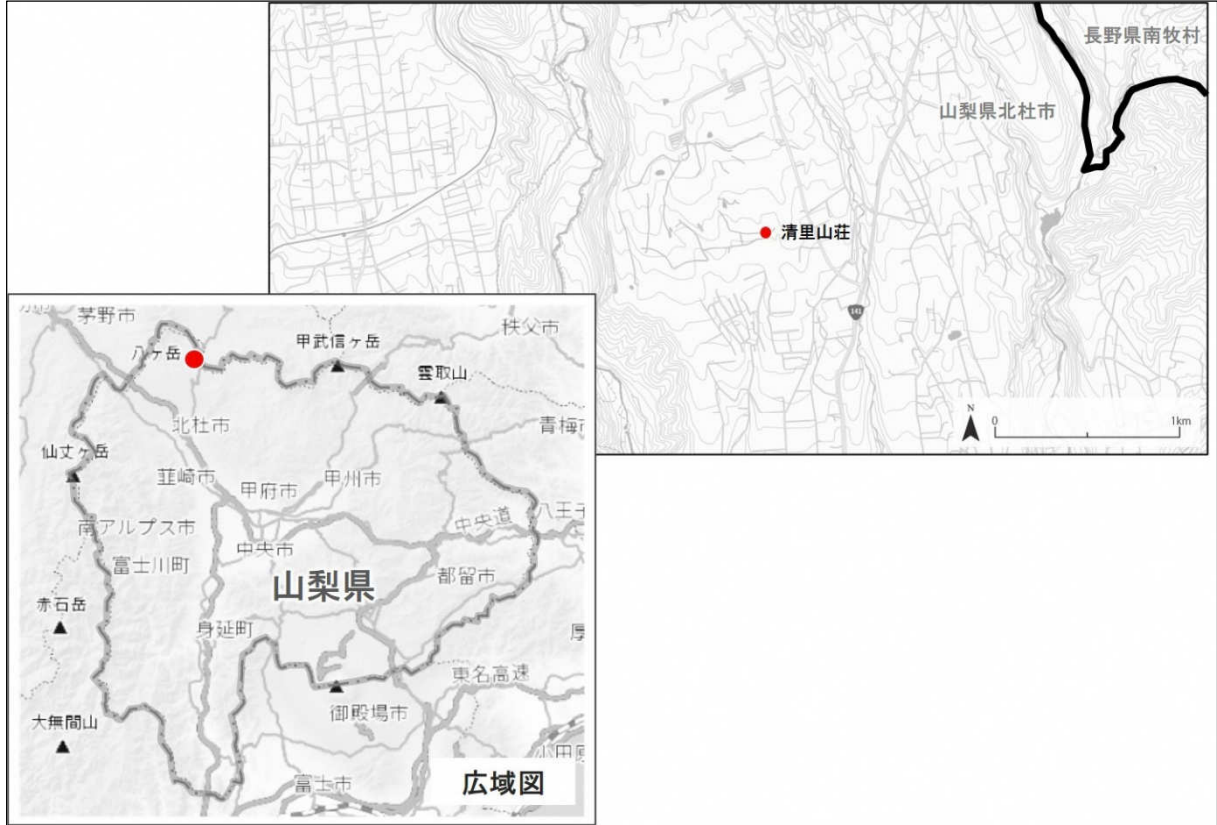 長野県南牧村
山梨県北杜市
清里山荘
141
N
0
1km
茅野市
秩父市
甲武信ヶ岳
八ヶ岳
雲取山
北杜市
青梅市
仙丈ヶ岳
韮崎市
甲府市
甲州市
八王子
南アルプス市
中央道
中央市
富士川町
都留市
山梨県
赤石岳
身延町
東名高速
御殿場市
大無間山
富士市
広域図